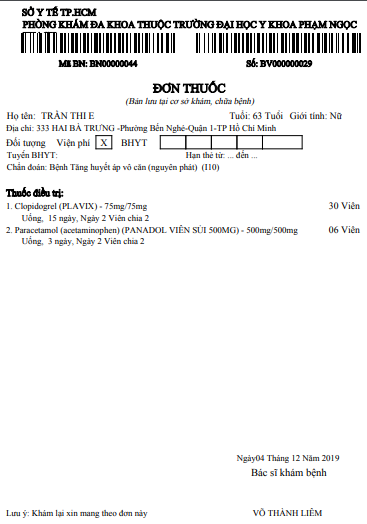 SỞ Y TẾ TP.HCM
PHÒNG KHÁM ĐA KHOA THUỘC TRƯỜNG ĐẠI HỌC Y KHOA PHẠM NGỌC
Mã BN: BN00000044 Số: BV000000029
ĐƠN THUỐC
(Bản lưu tại cơ sở khám, chữa bệnh)
Họ tên: TRẦN THI E Tuổi: 63 Tuổi Giới tính: Nữ
Địa chỉ: 333 HAI BÀ TRƯNG -Phường Bến Nghé-Quận 1-TP Hồ Chí Minh
Đối tượng Viện phí X BHYT
Tuyến BHYT: Hạn thẻ từ: ... đến ...
Chẩn đoán: Bệnh Tăng huyết áp vô căn (nguyên phát) (I10)
Thuốc điều trị:
1. Clopidogrel (PLAVIX) - 75mg/75mg 30 Viên
Uống, 15 ngày, Ngày 2 Viên chia 2
2. Paracetamol (acetaminophen) (PANADOL VIÊN SỦI 500MG) - 500mg/500mg 06 Viên
Uống, 3 ngày, Ngày 2 Viên chia 2
Ngày04 Tháng 12 Năm 2019
Bác sĩ khám bệnh
Lưu ý: Khám lại xin mang theo đơn này VÕ THÀNH LIÊM